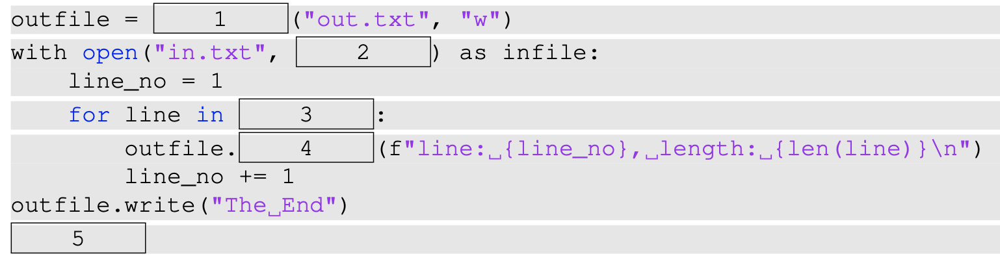 outfile = 1 ("out.txt", "w")
with open("in.txt", 2 ) as infile:
    line_no = 1
    for line in 3 :
        outfile. 4 (f"line:␣{line_no},␣length:␣{len(line)}\n")
        line_no += 1
outfile.write("The␣End")
5